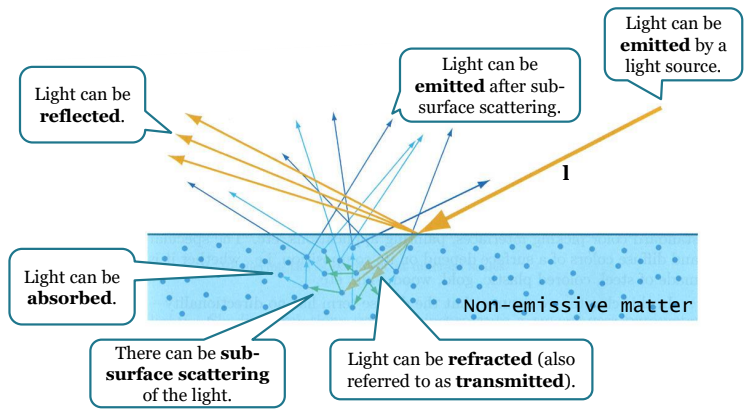 Light can be
emitted by a
light source.
Light can be
emitted after sub-
surface scattering.
Light can be
reflected.
l
Light can be
absorbed.
Non-emissive matter
There can be sub-
surface scattering
of the light.
Light can be refracted (also
referred to as transmitted).